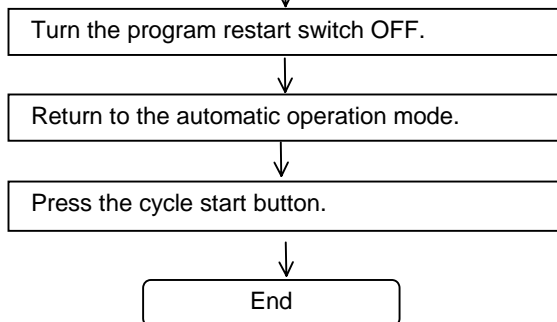 Turn the program restart switch OFF.
Return to the automatic operation mode.
Press the cycle start button.
End